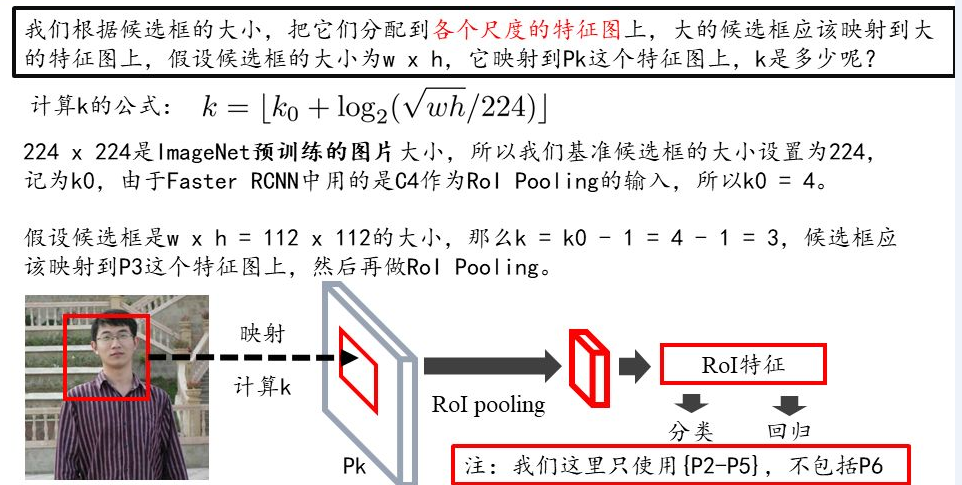 我们根据候选框的大小，把它们分配到各个尺度的特征图上，大的候选框应该映射到大
的特征图上，假设候选框的大小为w x h，它映射到Pk这个特征图上，k是多少呢？
计算k的公式： k = ⌊k₀ + log₂(√wh/224)⌋
224 x 224是ImageNet预训练的图片大小，所以我们基准候选框的大小设置为224，
记为k0，由于Faster RCNN中用的是C4作为RoI Pooling的输入，所以k0 = 4。
假设候选框是w x h = 112 x 112的大小，那么k = k0 - 1 = 4 - 1 = 3，候选框应
该映射到P3这个特征图上，然后再做RoI Pooling。
映射
计算k
Pk
RoI pooling
RoI特征
分类
回归
注：我们这里只使用{P2-P5}，不包括P6